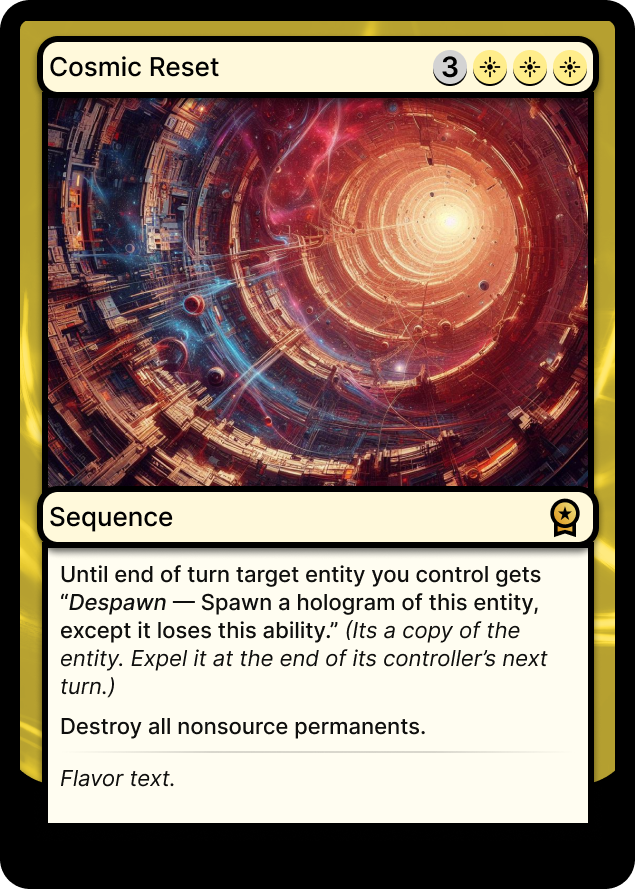 Cosmic Reset 3
Sequence
Until end of turn target entity you control gets
“Despawn — Spawn a hologram of this entity,
except it loses this ability.” (Its a copy of the
entity. Expel it at the end of its controller’s next
turn.)
Destroy all nonsource permanents.
Flavor text.